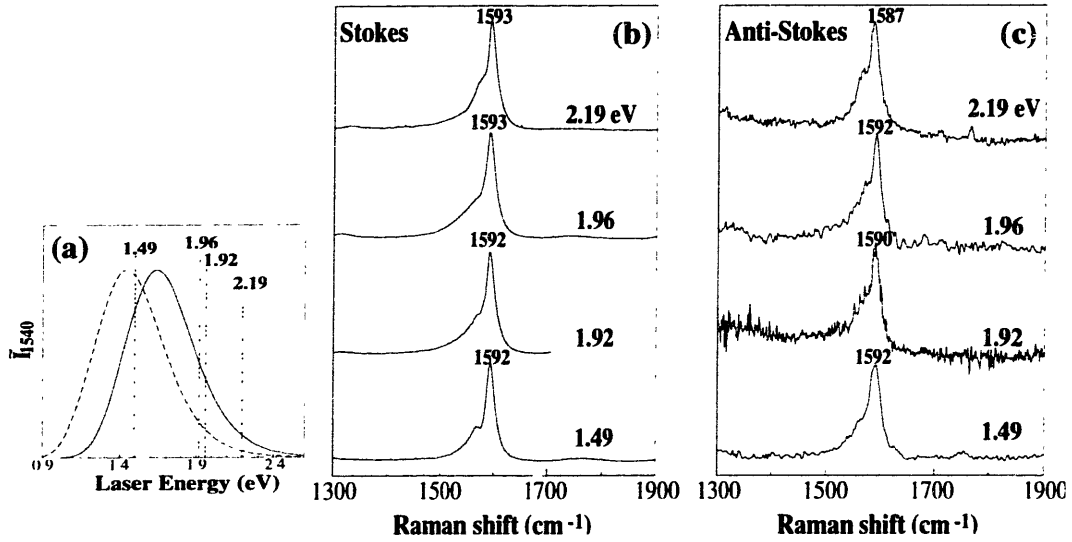 (a)
1.49
1.96
1.92
2.19
Ĩ1540
0.9 1.4 1.9 2.4
Laser Energy (eV)
Stokes (b)
1593
2.19 eV
1593
1.96
1592
1.92
1592
1.49
1300 1500 1700 1900
Raman shift (cm-1)
Anti-Stokes (c)
1587
2.19 eV
1592
1.96
1590
1.92
1592
1.49
1300 1500 1700 1900
Raman shift (cm-1)